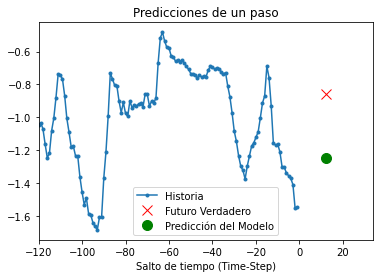 Predicciones de un paso
−0.6
−0.8
−1.0
−1.2
−1.4
−1.6
−120
−100
−80
−60
−40
−20
0
20
Historia
Futuro Verdadero
Predicción del Modelo
Salto de tiempo (Time-Step)